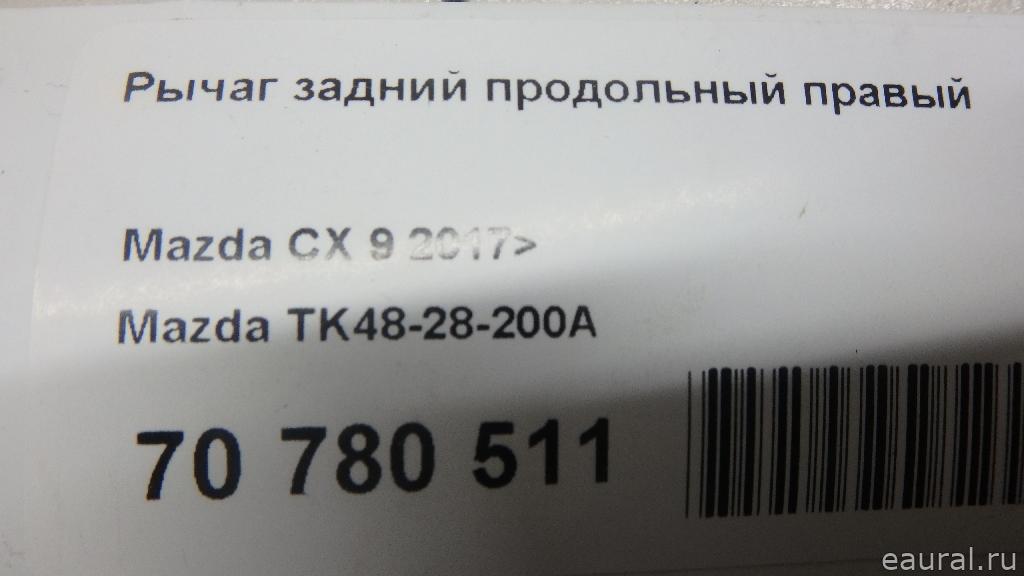 Рычаг задний продольный правый
Mazda CX 9 2017>
Mazda TK48-28-200A
70 780 511
eaural.ru